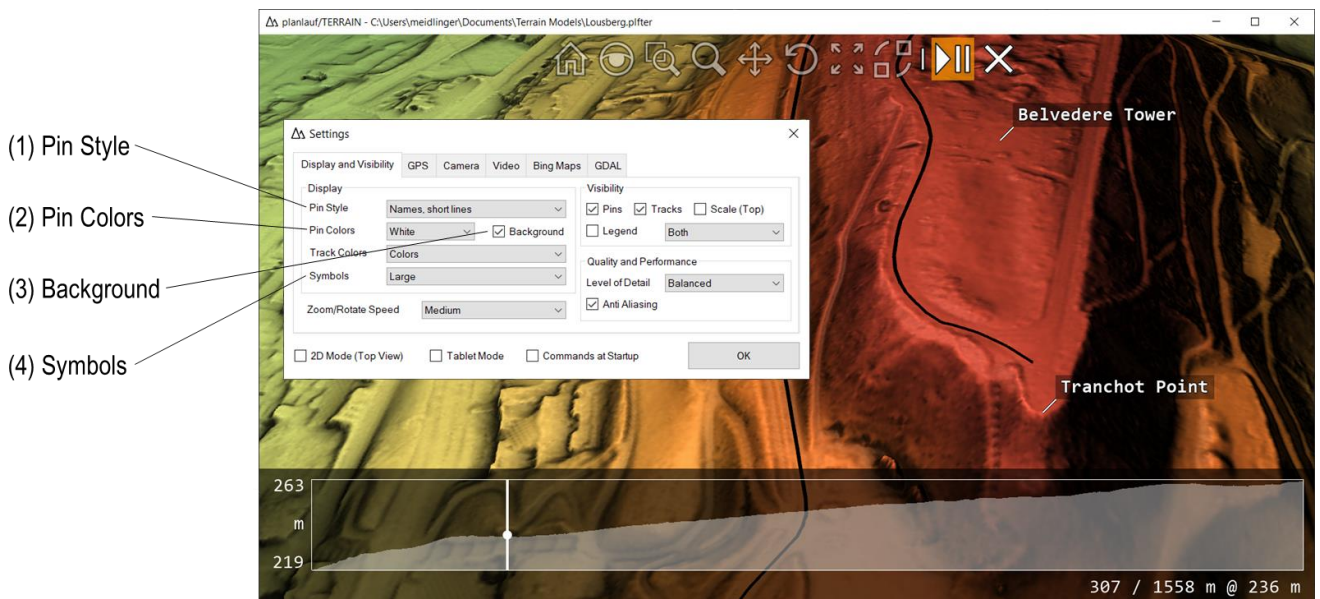 planlauf/TERRAIN - C:\Users\meidlinger\Documents\Terrain Models\Lousberg.plfter
Belvedere Tower
Settings
(1) Pin Style
Display and Visibility GPS Camera Video Bing Maps GDAL
Display
Visibility
Pin Style Names, short lines
Pins Tracks Scale (Top)
(2) Pin Colors
Pin Colors White Background
Legend Both
Track Colors Colors
Quality and Performance
Symbols Large
Level of Detail Balanced
(3) Background
Anti Aliasing
Zoom/Rotate Speed Medium
2D Mode (Top View) Tablet Mode Commands at Startup OK
(4) Symbols
Tranchot Point
263
m
219
307 / 1558 m @ 236 m